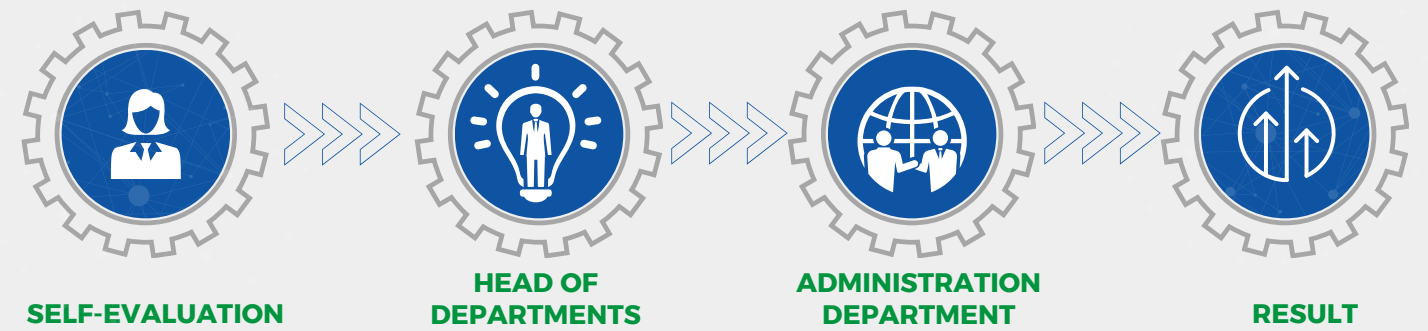 SELF-EVALUATION
HEAD OF
DEPARTMENTS
ADMINISTRATION
DEPARTMENT
RESULT